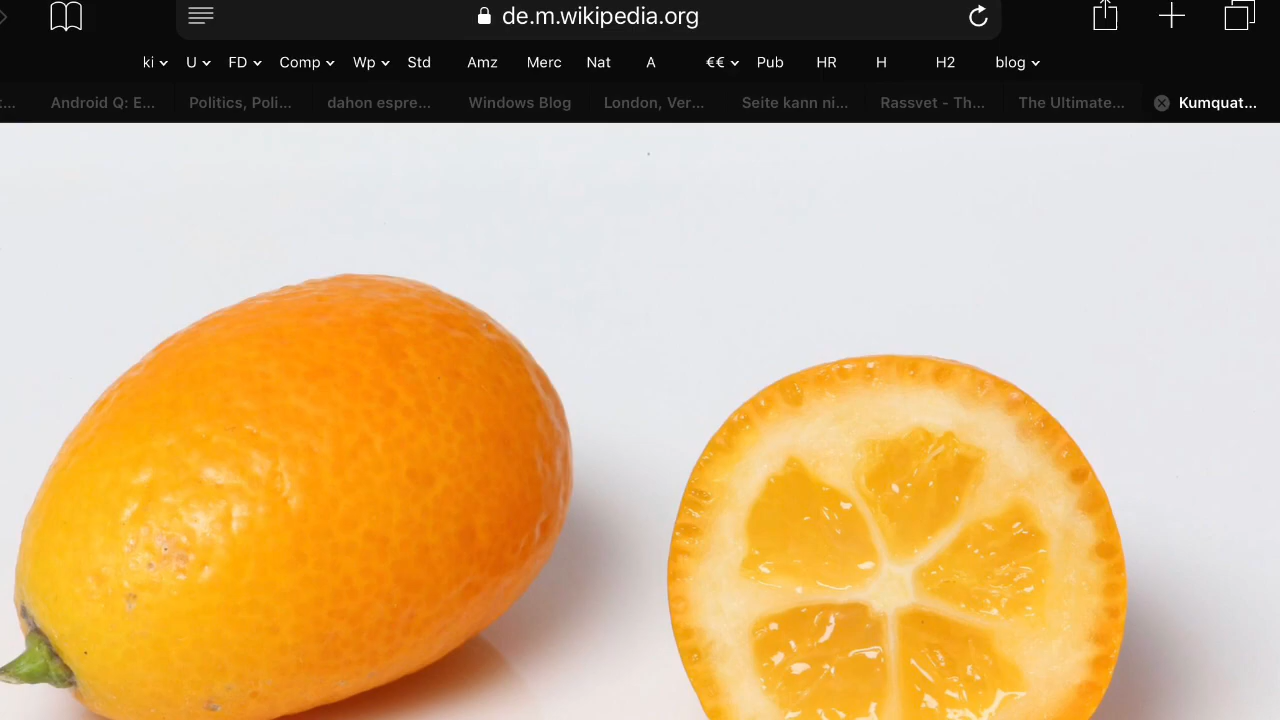 de.m.wikipedia.org
ki U FD Comp Wp Std Amz Merc Nat A €€ Pub HR H H2 blog
t... Android Q: E... Politics, Poli... dahon espre... Windows Blog London, Ver... Seite kann ni... Rassvet - Th... The Ultimate... Kumquat...